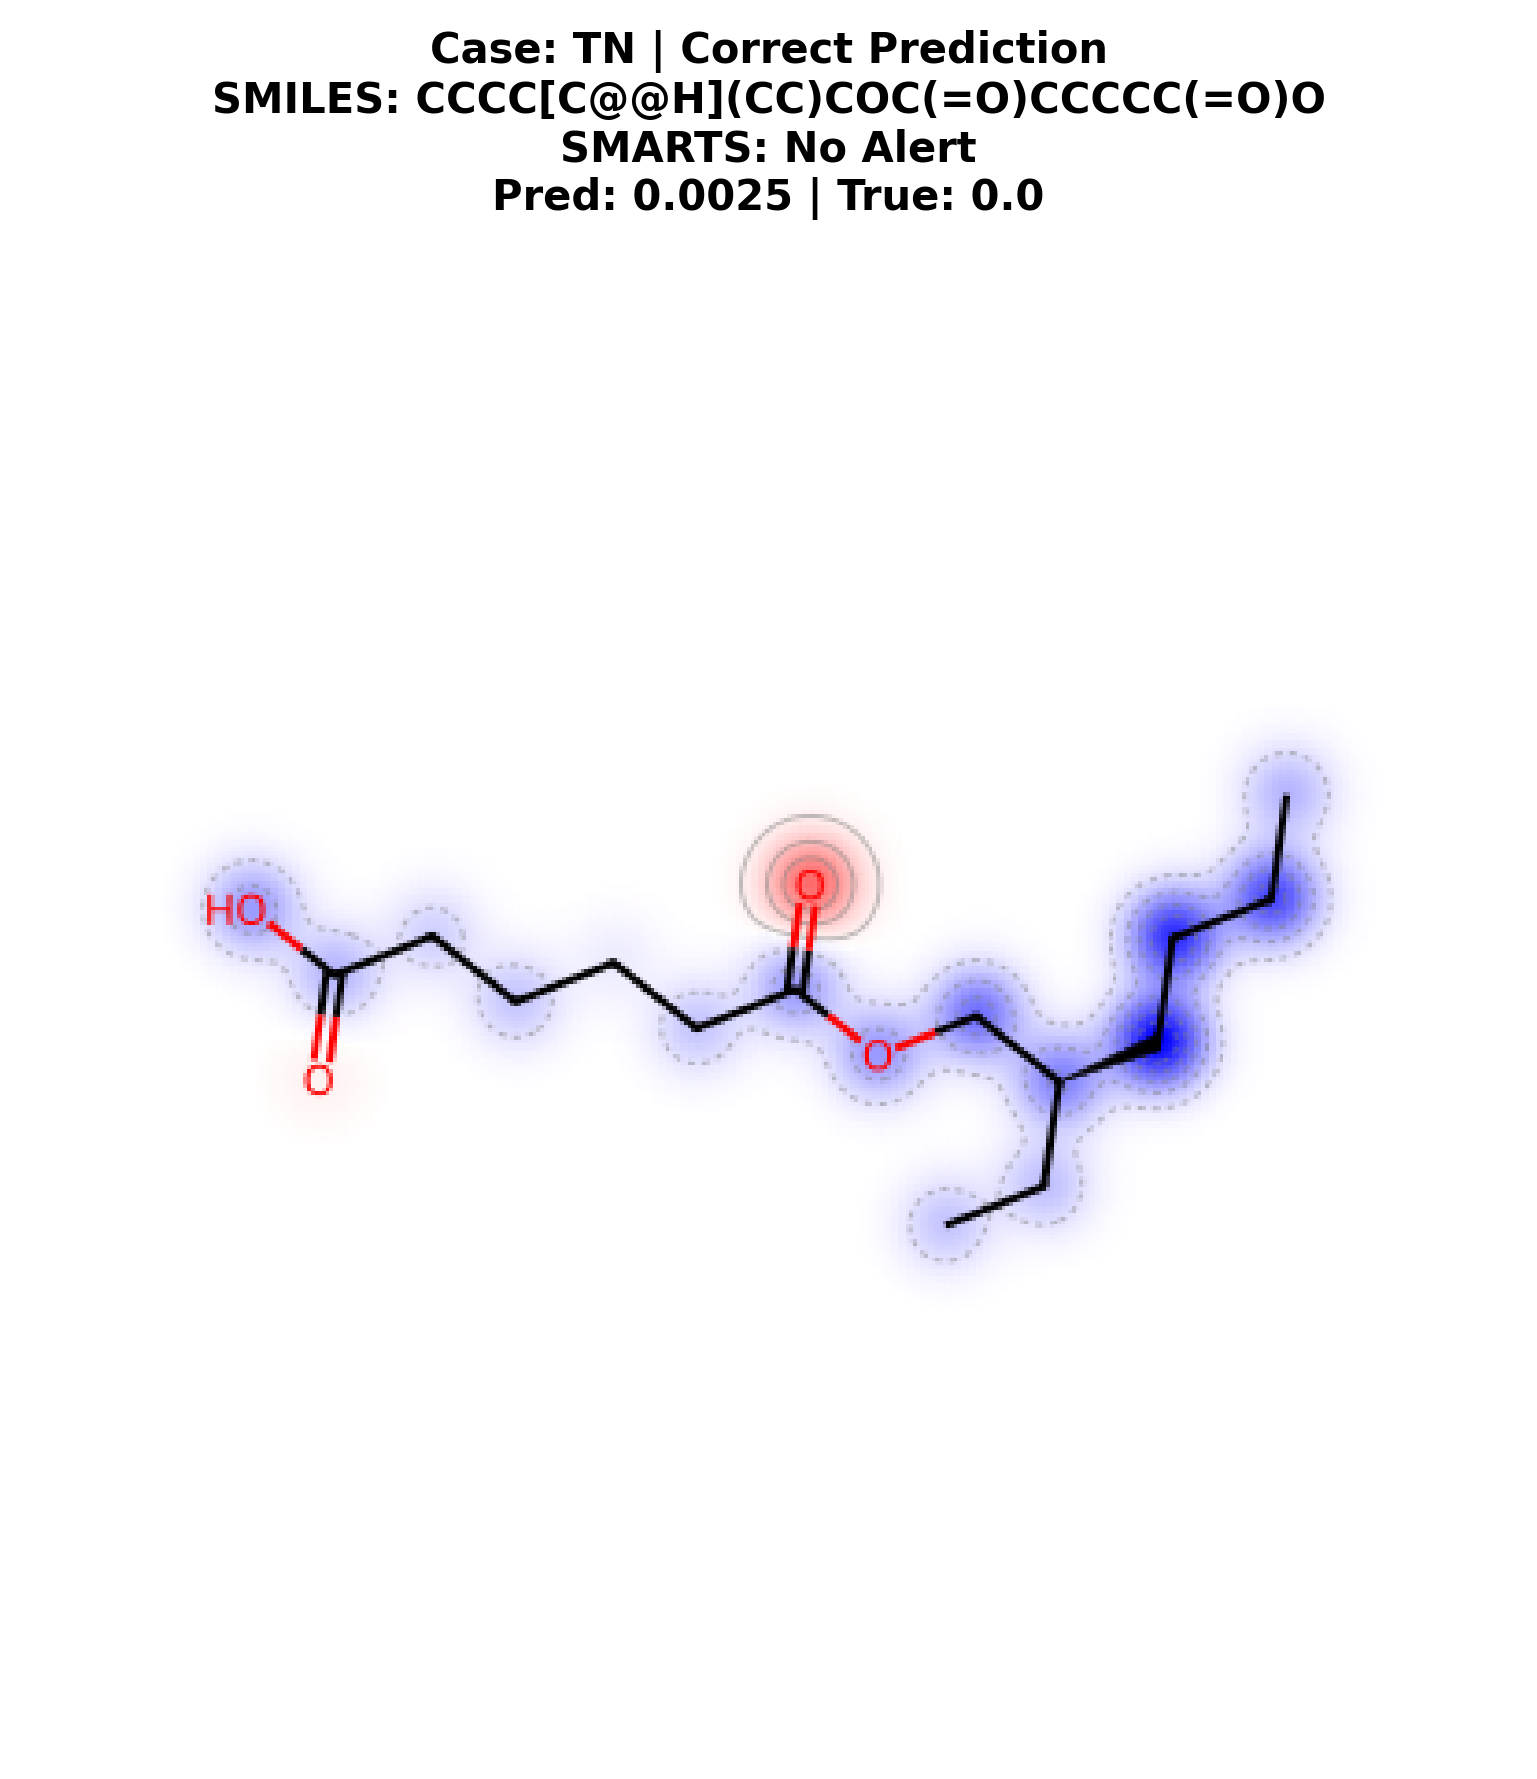 Case: TN | Correct Prediction
SMILES: CCCC[C@@H](CC)COC(=O)CCCCC(=O)O
SMARTS: No Alert
Pred: 0.0025 | True: 0.0
O
HO
O
O